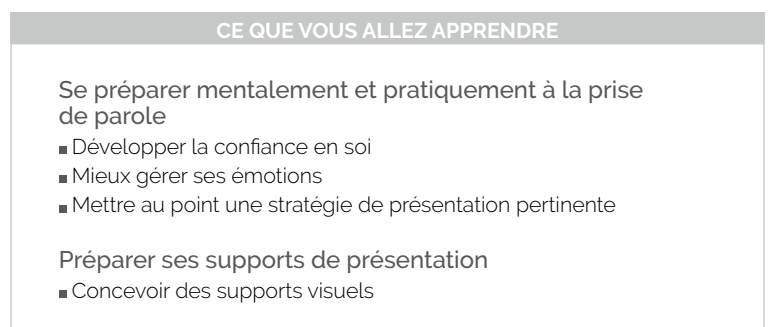 CE QUE VOUS ALLEZ APPRENDRE
Se préparer mentalement et pratiquement à la prise
de parole
■ Développer la confiance en soi
■ Mieux gérer ses émotions
■ Mettre au point une stratégie de présentation pertinente
Préparer ses supports de présentation
■ Concevoir des supports visuels